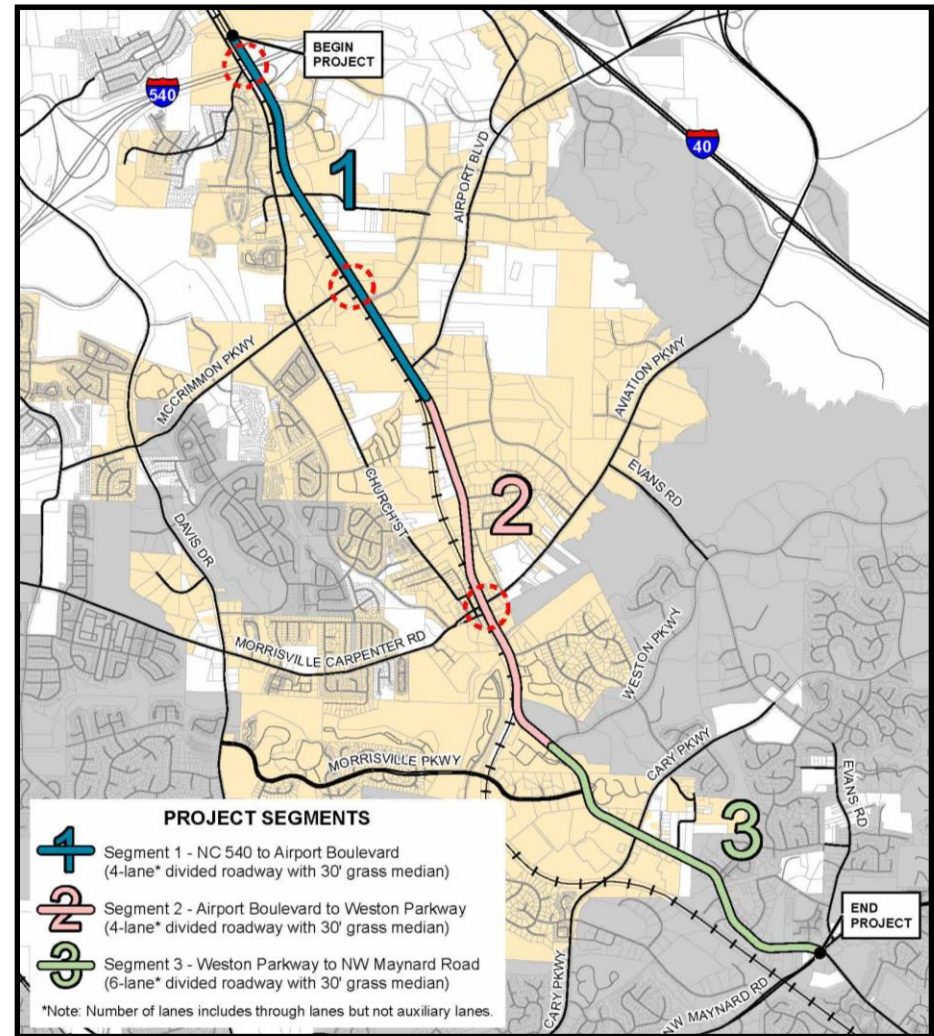 BEGIN
PROJECT
540
40
1
AIRPORT BLVD
MCCRIMMON PKWY
AVIATION PKWY
EVANS RD
2
CHURCH ST
DAVIS DR
MORRISVILLE CARPENTER RD
WESTON PKWY
MORRISVILLE PKWY
CARY PKWY
EVANS RD
3
END
PROJECT
CARY PKWY
NW MAYNARD RD
PROJECT SEGMENTS
1 Segment 1 - NC 540 to Airport Boulevard
(4-lane* divided roadway with 30' grass median)
2 Segment 2 - Airport Boulevard to Weston Parkway
(4-lane* divided roadway with 30' grass median)
3 Segment 3 - Weston Parkway to NW Maynard Road
(6-lane* divided roadway with 30' grass median)
*Note: Number of lanes includes through lanes but not auxiliary lanes.